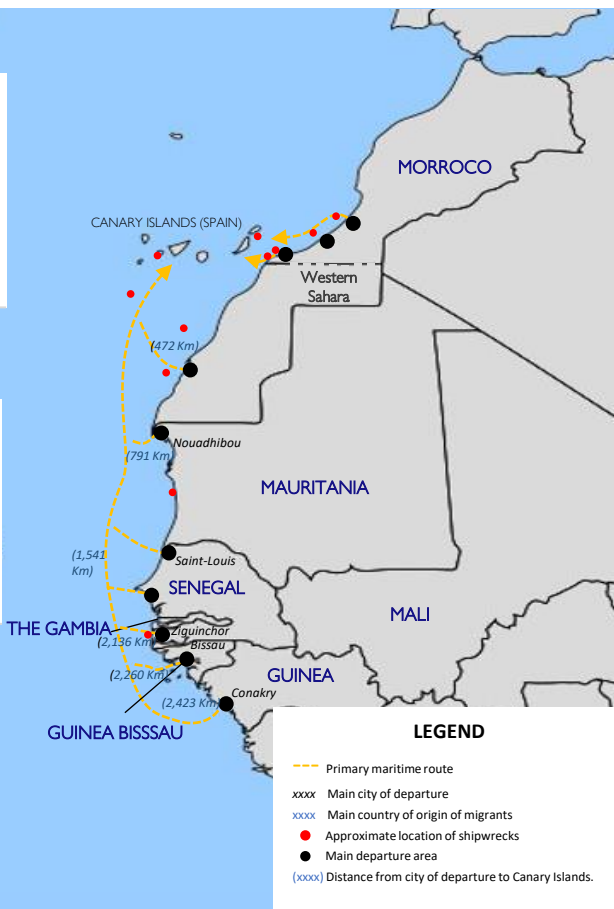 MORROCO
CANARY ISLANDS (SPAIN)
Western
Sahara
(472 Km)
Nouadhibou
(791 Km)
MAURITANIA
(1,541
Km)
Saint-Louis
SENEGAL
MALI
THE GAMBIA
Ziguinchor
(2,136 Km)
Bissau
(2,260 Km)
GUINEA
(2,423 Km)
Conakry
GUINEA BISSSAU
LEGEND
Primary maritime route
xxxx Main city of departure
xxxx Main country of origin of migrants
Approximate location of shipwrecks
Main departure area
(xxxx) Distance from city of departure to Canary Islands.